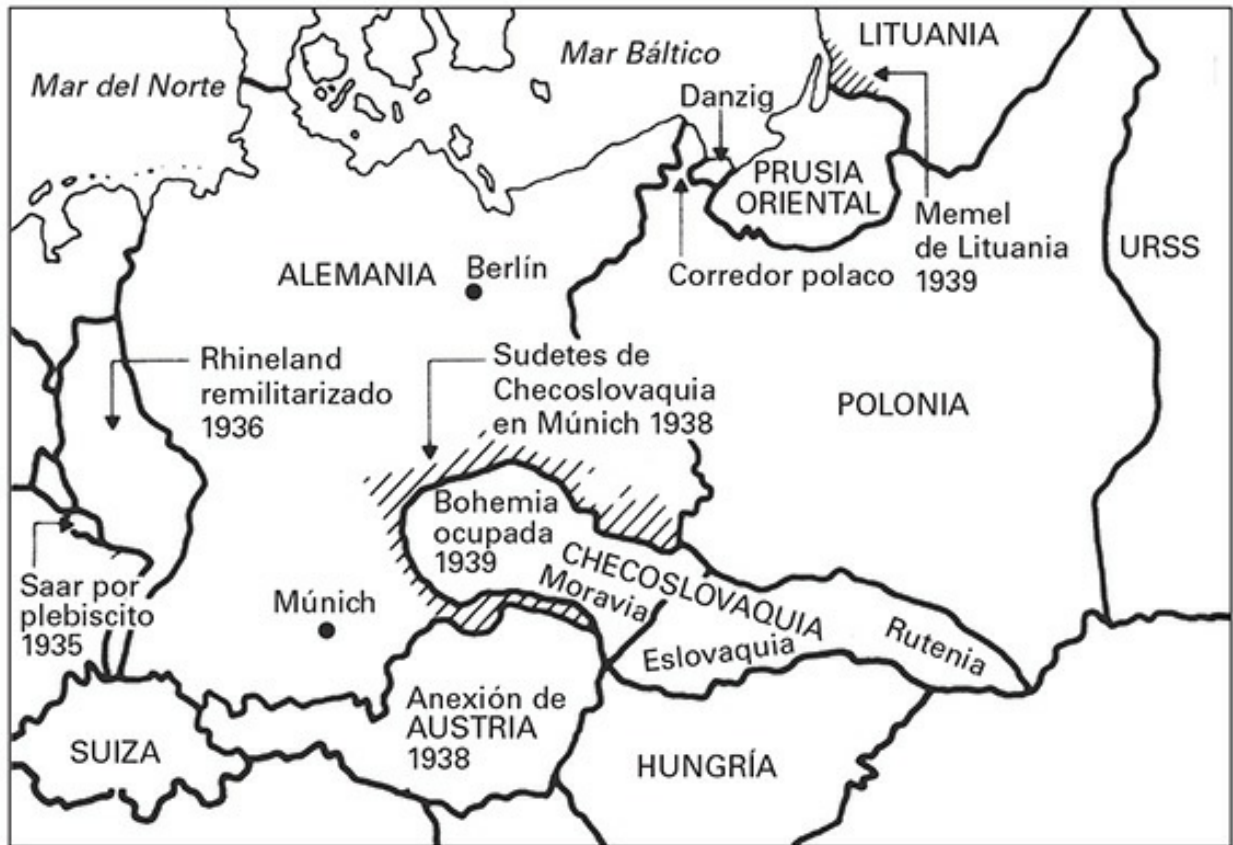 Mar del Norte
Mar Báltico
LITUANIA
Danzig
PRUSIA
ORIENTAL
Memel
de Lituania
1939
URSS
ALEMANIA
Berlín
Corredor polaco
Rhineland
remilitarizado
1936
Sudetes de
Checoslovaquia
en Múnich 1938
POLONIA
Bohemia
ocupada
1939
CHECOSLOVAQUIA
Moravia
Eslovaquia
Rutenia
Saar por
plebiscito
1935
Múnich
Anexión de
AUSTRIA
1938
SUIZA
HUNGRÍA